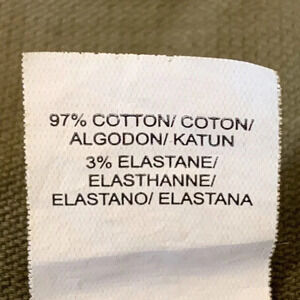 97% COTTON/ COTON/
ALGODON/ KATUN
3% ELASTANE/
ELASTHANNE/
ELASTANO/ ELASTANA